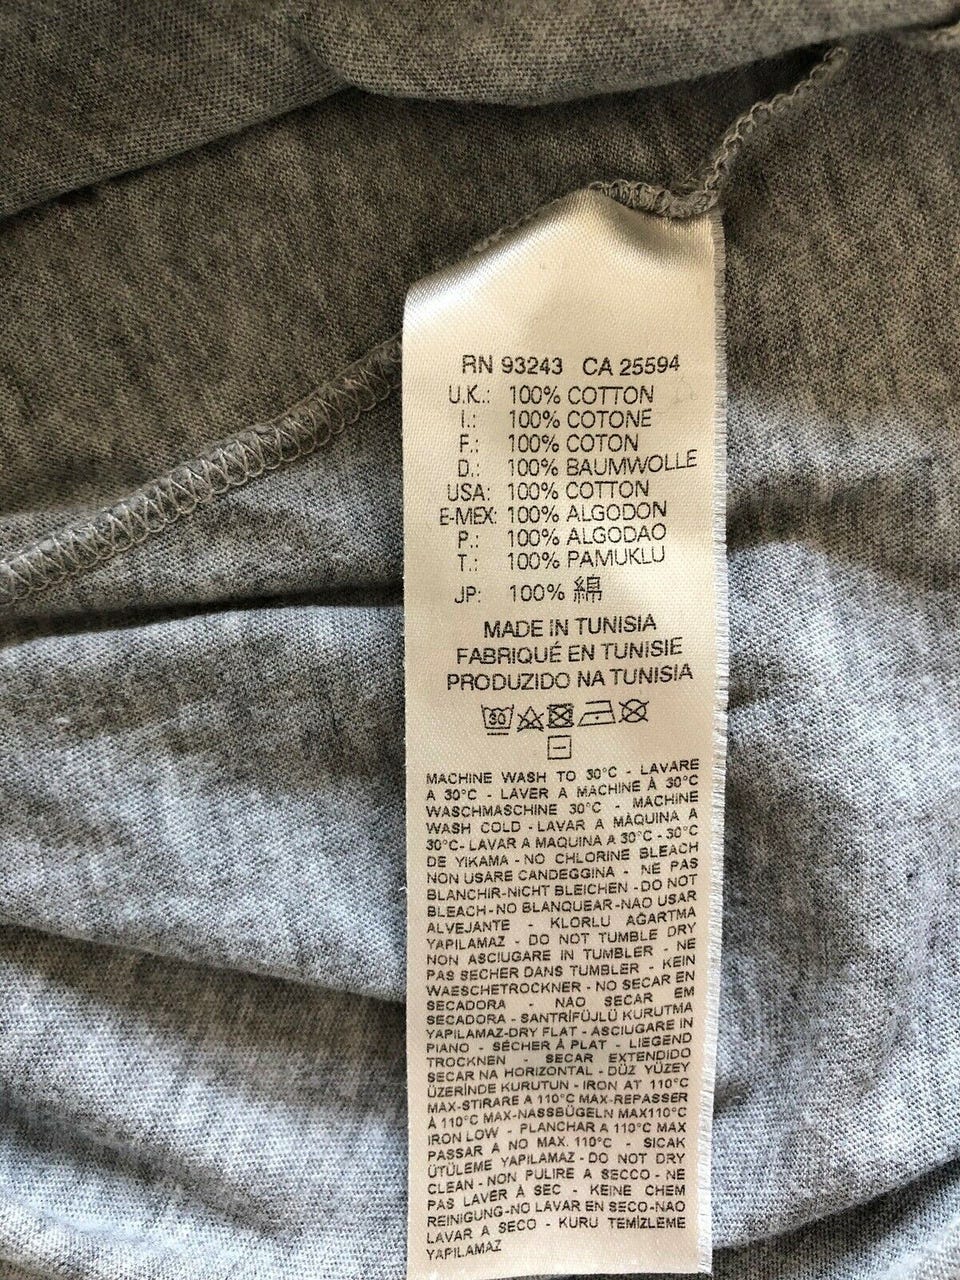 RN 93243 CA 25594
U.K.: 100% COTTON
I.: 100% COTONE
F.: 100% COTON
D.: 100% BAUMWOLLE
USA: 100% COTTON
E-MEX: 100% ALGODON
P.: 100% ALGODAO
T.: 100% PAMUKLU
JP: 100% 綿
MADE IN TUNISIA
FABRIQUÉ EN TUNISIE
PRODUZIDO NA TUNISIA
30
MACHINE WASH TO 30°C - LAVARE
A 30°C - LAVER A MACHINE À 30°C
WASCHMASCHINE 30°C - MACHINE
WASH COLD - LAVAR A MÀQUINA A
30°C- LAVAR A MAQUINA A 30°C - 30°C
DE YIKAMA - NO CHLORINE BLEACH
NON USARE CANDEGGINA - NE PAS
BLANCHIR-NICHT BLEICHEN - DO NOT
BLEACH - NO BLANQUEAR - NAO USAR
ALVEJANTE - KLORLU AĞARTMA
YAPILAMAZ - DO NOT TUMBLE DRY
NON ASCIUGARE IN TUMBLER - NE
PAS SECHER DANS TUMBLER - KEIN
WAESCHETROCKNER - NO SECAR EN
SECADORA - NAO SECAR EM
SECADORA - SANTRİFÜJLÜ KURUTMA
YAPILAMAZ-DRY FLAT - ASCIUGARE IN
PIANO - SÉCHER À PLAT - LIEGEND
TROCKNEN - SECAR EXTENDIDO
SECAR NA HORIZONTAL - DÜZ YÜZEY
ÜZERİNDE KURUTUN - IRON AT 110°C
MAX-STIRARE A 110°C MAX-REPASSER
À 110°C MAX-NASSBÜGELN MAX110°C
IRON LOW - PLANCHAR A 110°C MAX
PASSAR A NO MAX. 110°C - SICAK
ÜTÜLEME YAPILAMAZ - DO NOT DRY
CLEAN - NON PULIRE A SECCO - NE
PAS LAVER À SEC - KEINE CHEM
REINIGUNG-NO LAVAR EN SECO-NAO
LAVAR A SECO - KURU TEMİZLEME
YAPILAMAZ